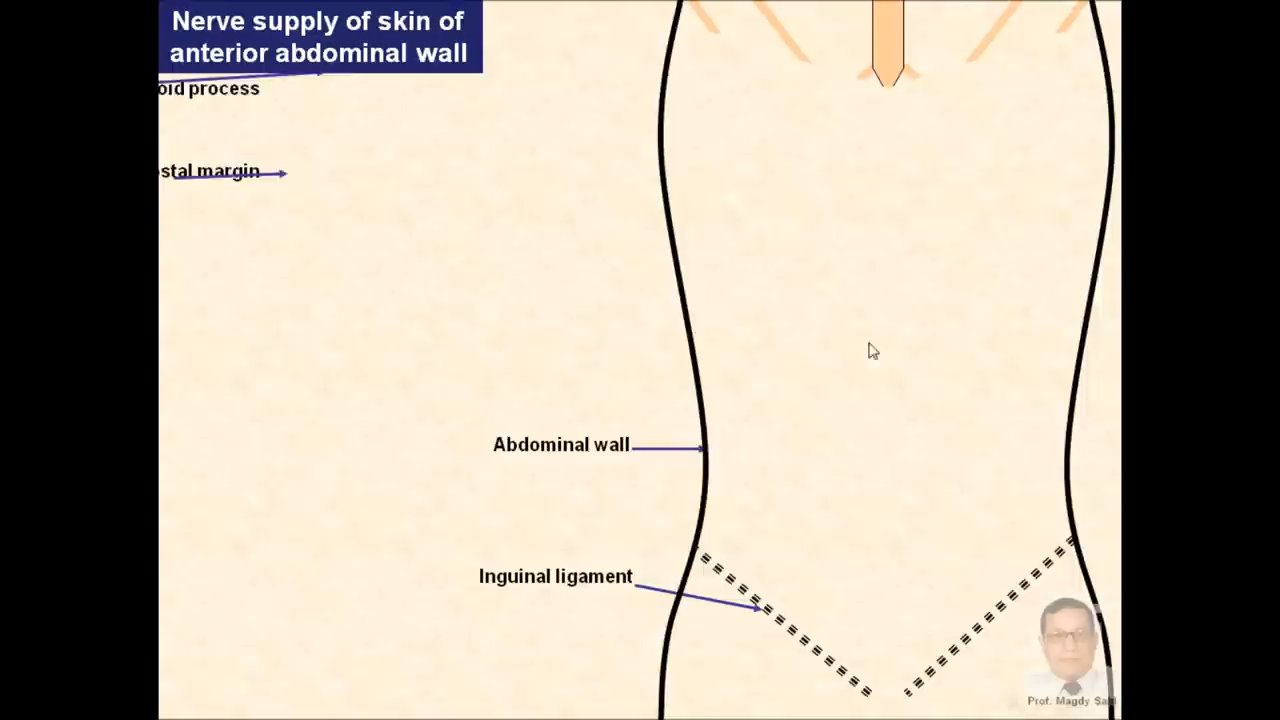 Nerve supply of skin of
anterior abdominal wall
oid process
stal margin
Abdominal wall
Inguinal ligament
Prof. Magdy